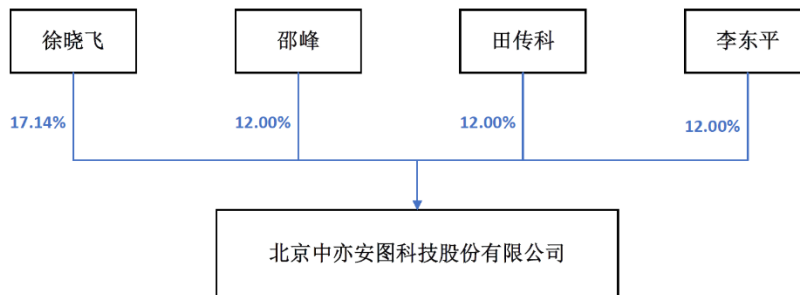 徐晓飞
邵峰
田传科
李东平
17.14%
12.00%
12.00%
12.00%
北京中亦安图科技股份有限公司